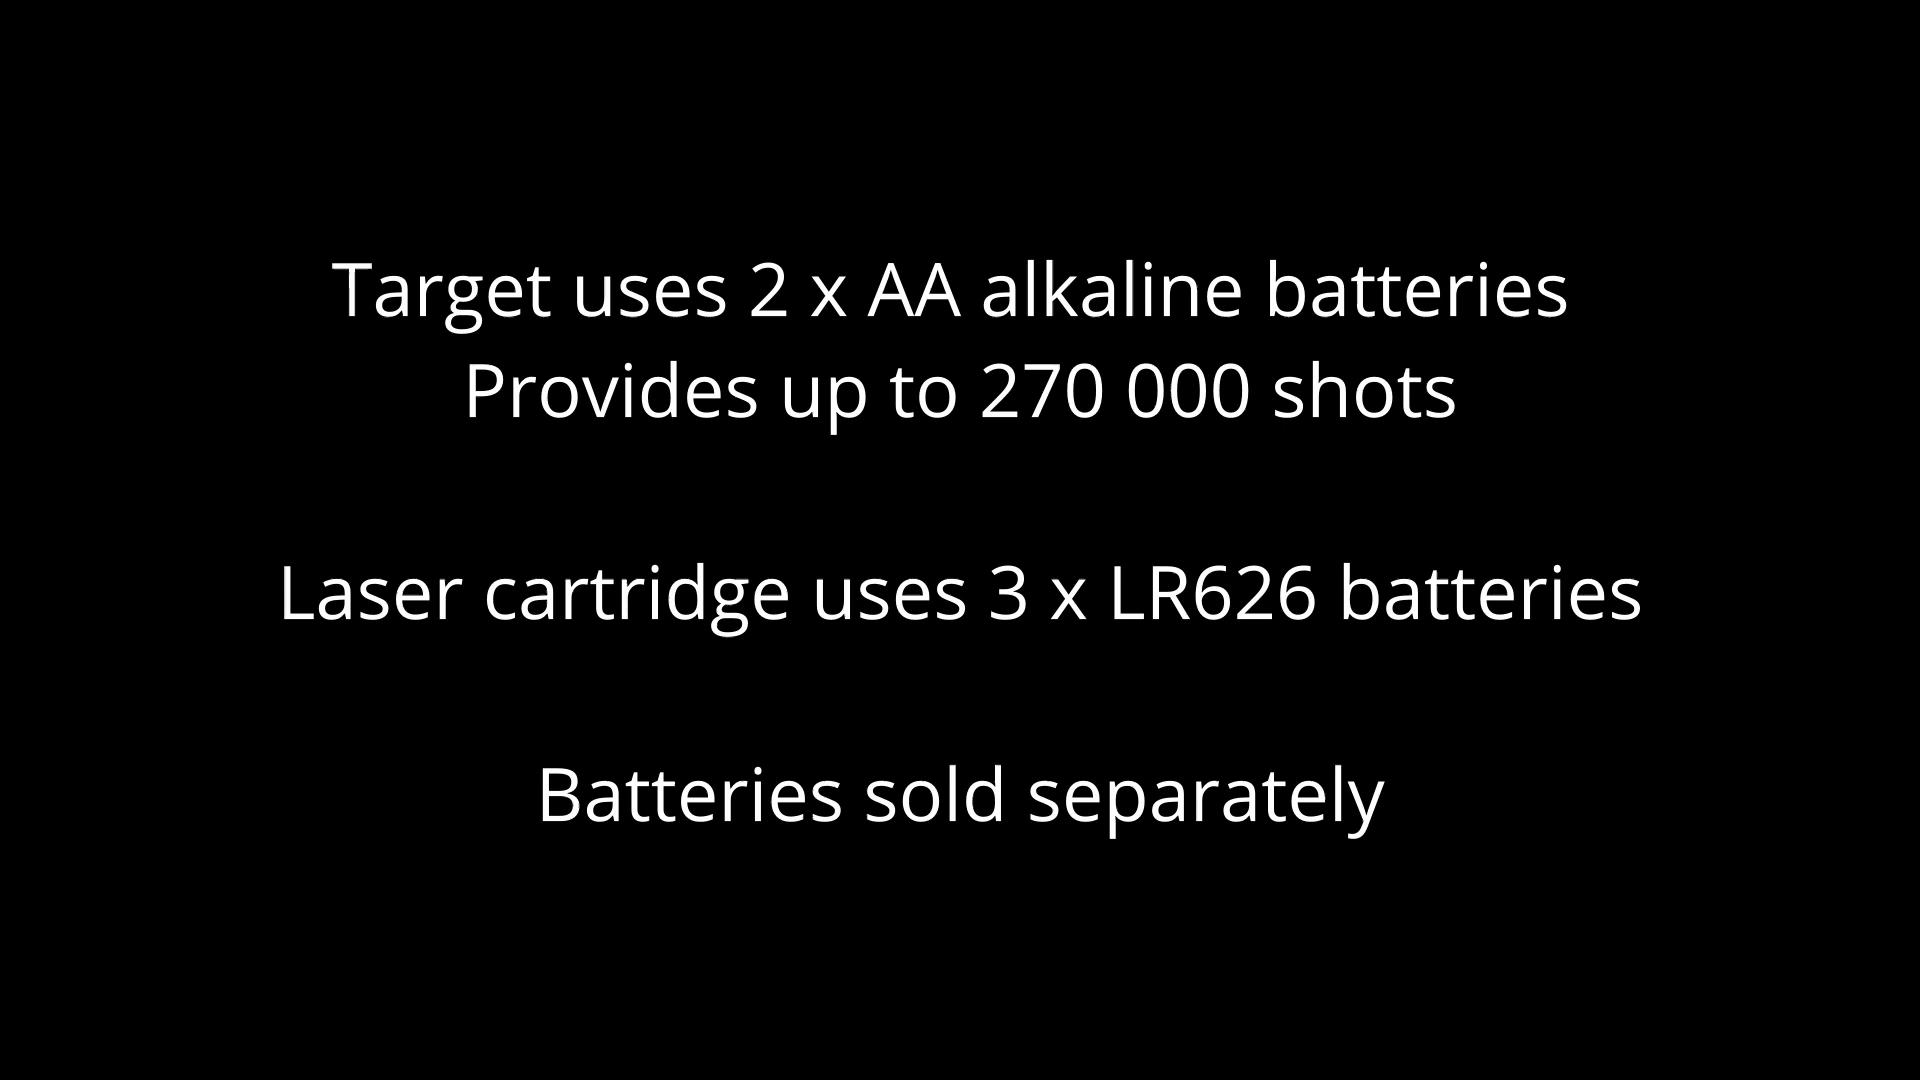 Target uses 2 x AA alkaline batteries
Provides up to 270 000 shots
Laser cartridge uses 3 x LR626 batteries
Batteries sold separately